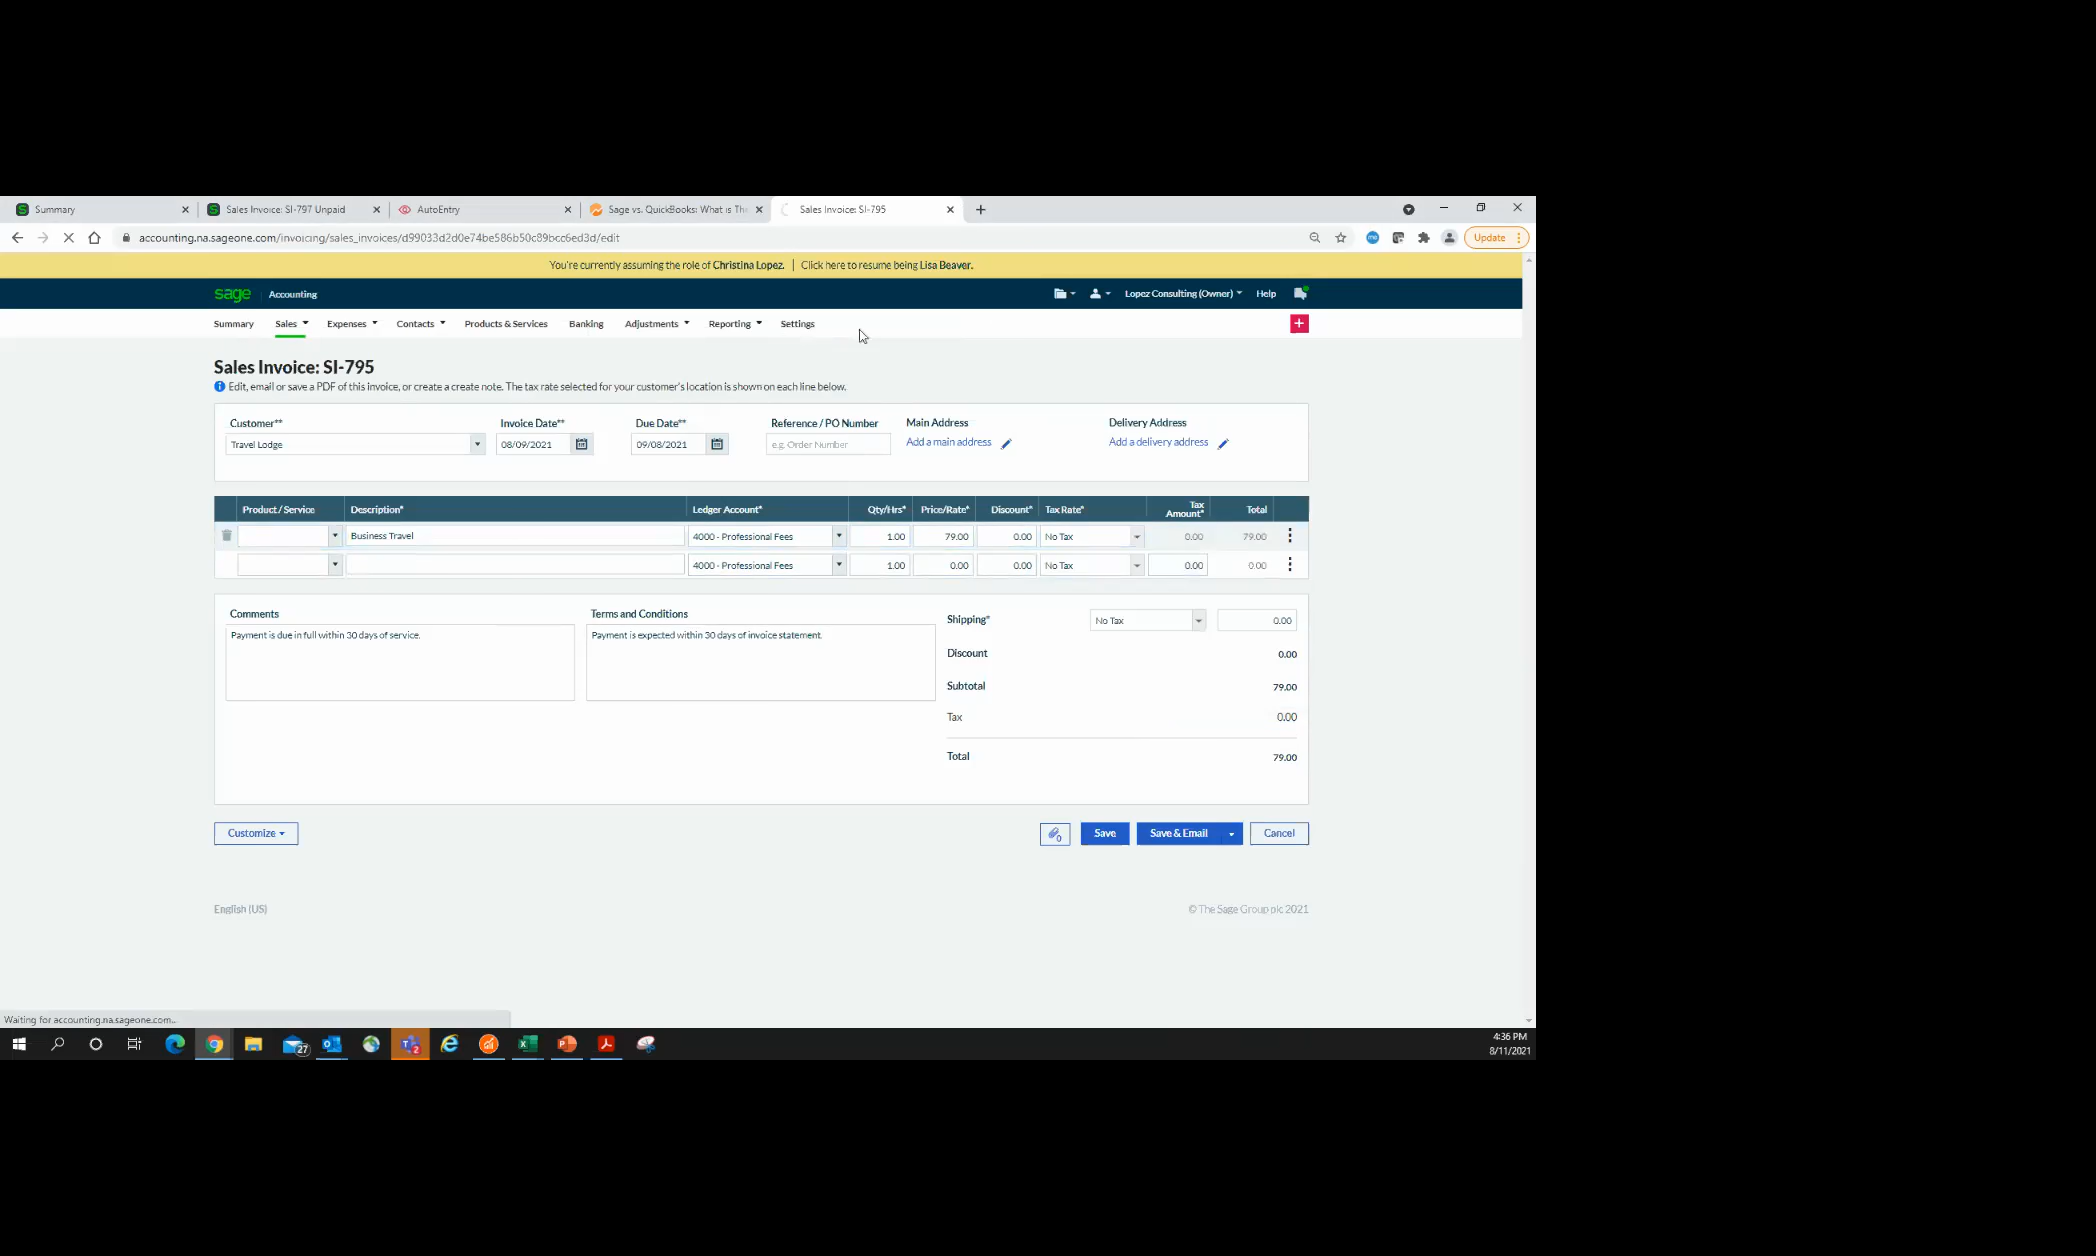 Summary
Sales Invoice: SI-797 Unpaid
AutoEntry
Sage vs. QuickBooks: What is Th
Sales Invoice: SI-795
accounting.na.sageone.com/invoicing/sales_invoices/d99033d2d0e74be586b50c89bcc6ed3d/edit
Update
You're currently assuming the role of Christina Lopez. | Click here to resume being Lisa Beaver.
sage Accounting
Lopez Consulting (Owner)
Help
Summary
Sales
Expenses
Contacts
Products & Services
Banking
Adjustments
Reporting
Settings
Sales Invoice: SI-795
Edit, email or save a PDF of this invoice, or create a create note. The tax rate selected for your customer's location is shown on each line below.
Customer** Invoice Date** Due Date** Reference / PO Number Main Address Delivery Address
Travel Lodge 08/09/2021 09/08/2021 e.g. Order Number Add a main address Add a delivery address
Product / Service Description* Ledger Account* Qty/Hrs* Price/Rate* Discount* Tax Rate* Tax Amount* Total
Business Travel 4000 - Professional Fees 1.00 79.00 0.00 No Tax 0.00 79.00
4000 - Professional Fees 1.00 0.00 0.00 No Tax 0.00 0.00
Comments
Payment is due in full within 30 days of service.
Terms and Conditions
Payment is expected within 30 days of invoice statement.
Shipping* No Tax 0.00
Discount 0.00
Subtotal 79.00
Tax 0.00
Total 79.00
Customize
0
Save
Save & Email
Cancel
English (US)
© The Sage Group plc 2021
Waiting for accounting.na.sageone.com...
27
2
4:36 PM
8/11/2021